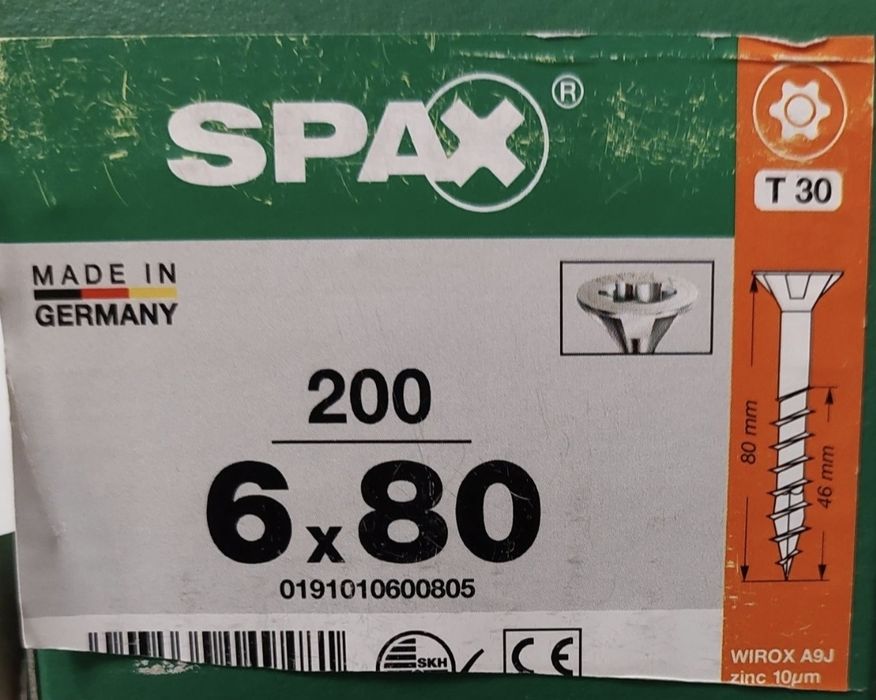 SPAX®
T 30
MADE IN
GERMANY
200
6x80
0191010600805
80 mm
46 mm
SKH
CE
WIROX A9J
zinc 10µm